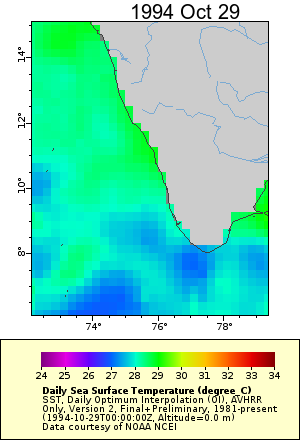 1994 Oct 29
14°
12°
10°
8°
74° 76° 78°
24 25 26 27 28 29 30 31 32 33 34
Daily Sea Surface Temperature (degree_C)
SST, Daily Optimum Interpolation (OI), AVHRR
Only, Version 2, Final+Preliminary, 1981-present
(1994-10-29T00:00:00Z, Altitude=0.0 m)
Data courtesy of NOAA NCEI